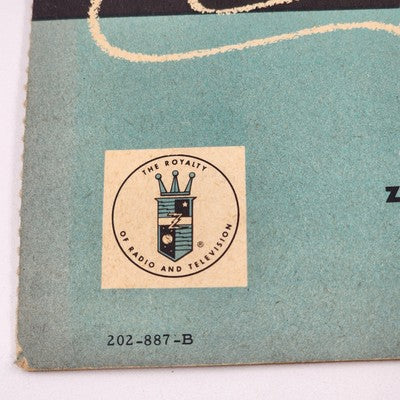 THE ROYALTY
OF RADIO AND TELEVISION
®
202-887-B